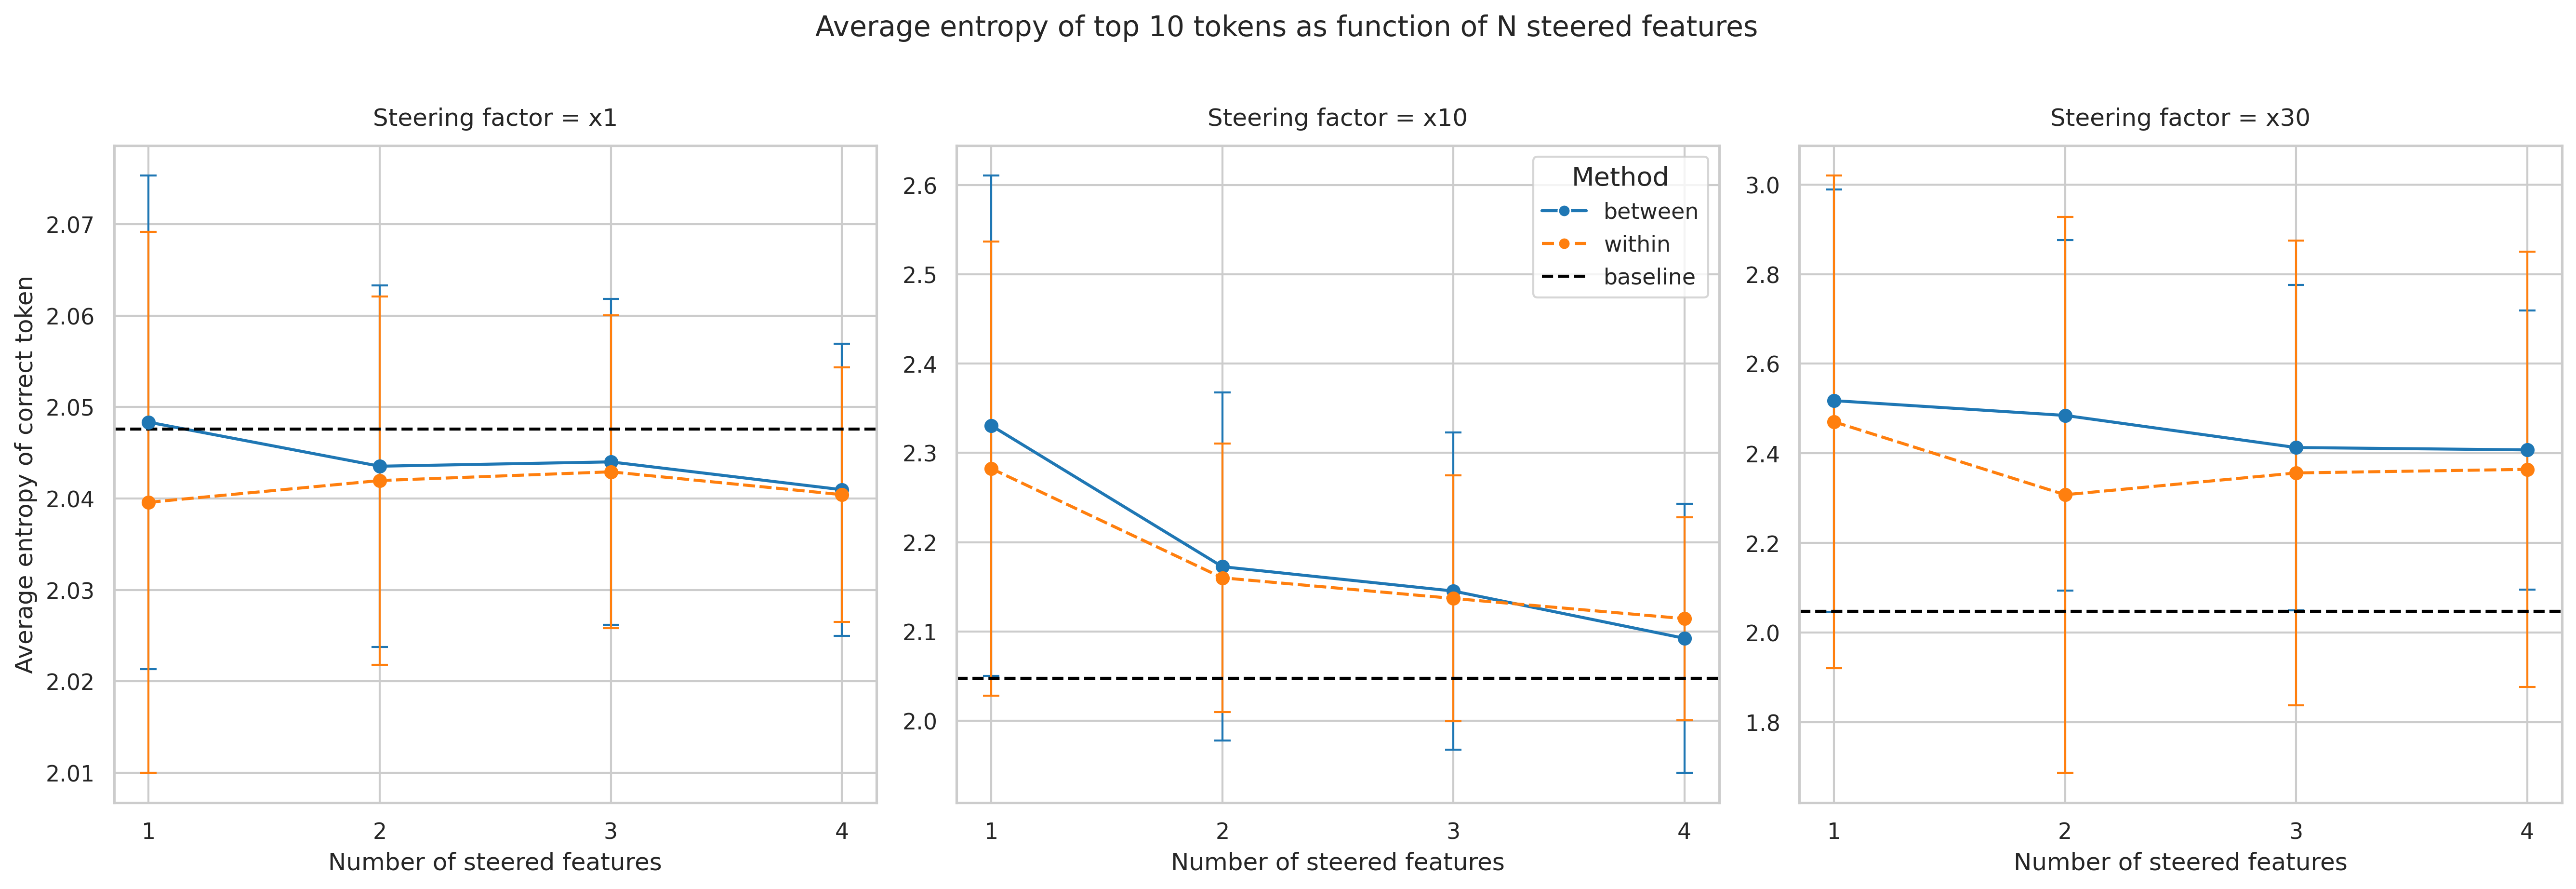 Average entropy of top 10 tokens as function of N steered features
Steering factor = x1
Average entropy of correct token
2.07
2.06
2.05
2.04
2.03
2.02
2.01
1 2 3 4
Number of steered features
Steering factor = x10
2.6
2.5
2.4
2.3
2.2
2.1
2.0
Method
between
within
baseline
1 2 3 4
Number of steered features
Steering factor = x30
3.0
2.8
2.6
2.4
2.2
2.0
1.8
1 2 3 4
Number of steered features